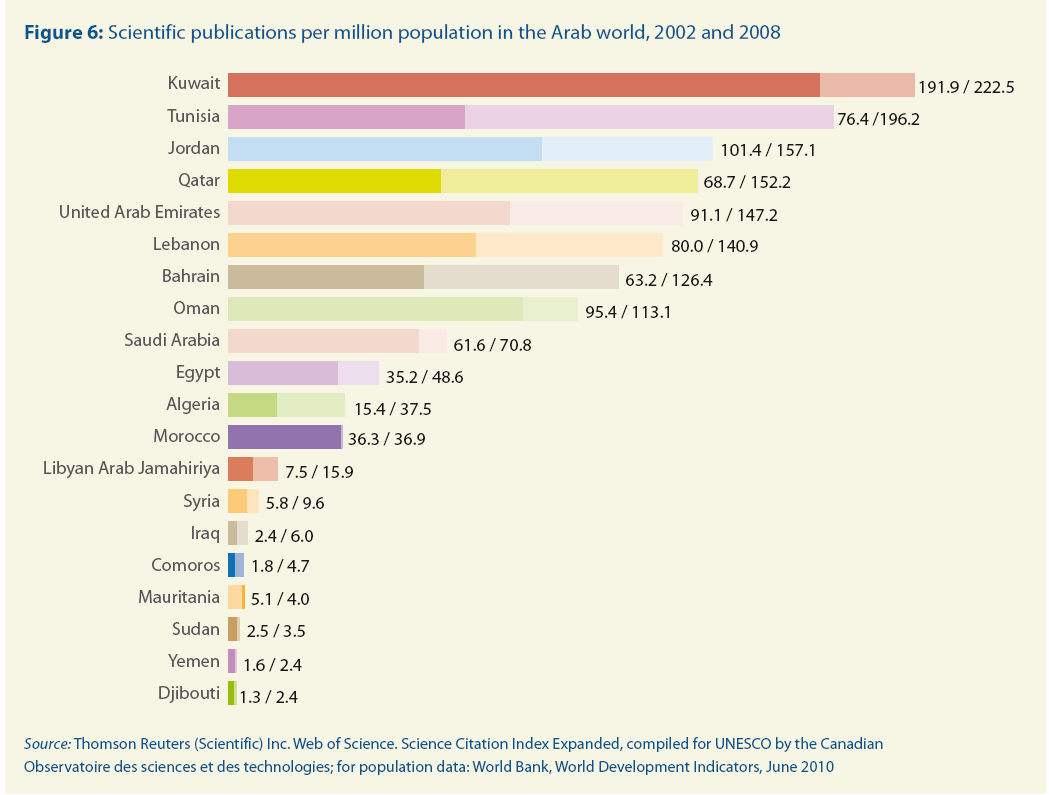 Figure 6: Scientific publications per million population in the Arab world, 2002 and 2008
Kuwait 191.9 / 222.5
Tunisia 76.4 /196.2
Jordan 101.4 / 157.1
Qatar 68.7 / 152.2
United Arab Emirates 91.1 / 147.2
Lebanon 80.0 / 140.9
Bahrain 63.2 / 126.4
Oman 95.4 / 113.1
Saudi Arabia 61.6 / 70.8
Egypt 35.2 / 48.6
Algeria 15.4 / 37.5
Morocco 36.3 / 36.9
Libyan Arab Jamahiriya 7.5 / 15.9
Syria 5.8 / 9.6
Iraq 2.4 / 6.0
Comoros 1.8 / 4.7
Mauritania 5.1 / 4.0
Sudan 2.5 / 3.5
Yemen 1.6 / 2.4
Djibouti 1.3 / 2.4
Source: Thomson Reuters (Scientific) Inc. Web of Science. Science Citation Index Expanded, compiled for UNESCO by the Canadian
Observatoire des sciences et des technologies; for population data: World Bank, World Development Indicators, June 2010